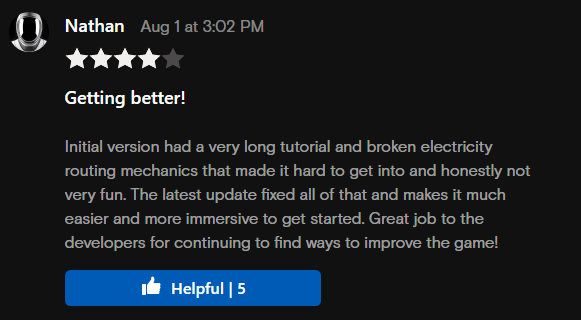 Nathan Aug 1 at 3:02 PM
Getting better!
Initial version had a very long tutorial and broken electricity
routing mechanics that made it hard to get into and honestly not
very fun. The latest update fixed all of that and makes it much
easier and more immersive to get started. Great job to the
developers for continuing to find ways to improve the game!
Helpful | 5